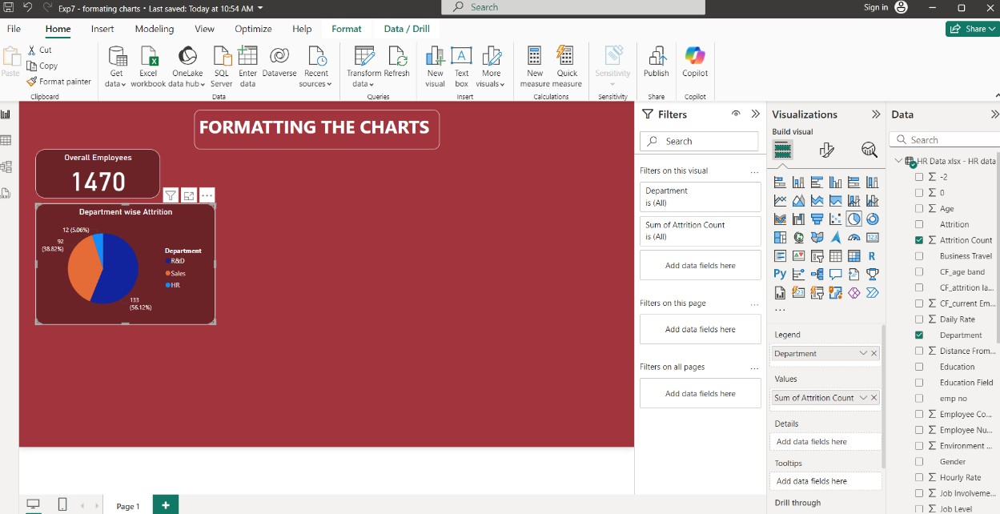 Exp7 - formating charts • Last saved: Today at 10:54 AM
Search
Sign in
File Home Insert Modeling View Optimize Help Format Data / Drill
Share
Paste
Cut
Copy
Format painter
Get data
Excel workbook
OneLake data hub
SQL Server
Enter data
Dataverse
Recent sources
Transform data
Refresh
New visual
Text box
More visuals
New measure
Quick measure
Sensitivity
Publish
Copilot
Clipboard
Data
Queries
Insert
Calculations
Sensitivity
Share
Copilot
FORMATTING THE CHARTS
Overall Employees
1470
Department wise Attrition
12 (5.06%)
92
(38.82%)
133
(56.12%)
Department
R&D
Sales
HR
Filters
Search
Filters on this visual ...
Department
is (All)
Sum of Attrition Count
is (All)
Add data fields here
Filters on this page ...
Add data fields here
Filters on all pages ...
Add data fields here
Visualizations
Build visual
123
R
Py
123
...
Legend
Department
Values
Sum of Attrition Count
Details
Add data fields here
Tooltips
Add data fields here
Drill through
Data
Search
HR Data xlsx - HR data
Σ -2
Σ 0
Σ Age
Attrition
Σ Attrition Count
Business Travel
CF_age band
CF_attrition la...
Σ CF_current Em...
Σ Daily Rate
Department
Σ Distance From...
Education
Education Field
emp no
Σ Employee Co...
Σ Employee Nu...
Σ Environment ...
Gender
Σ Hourly Rate
Σ Job Involveme...
Σ Job Level
Page 1